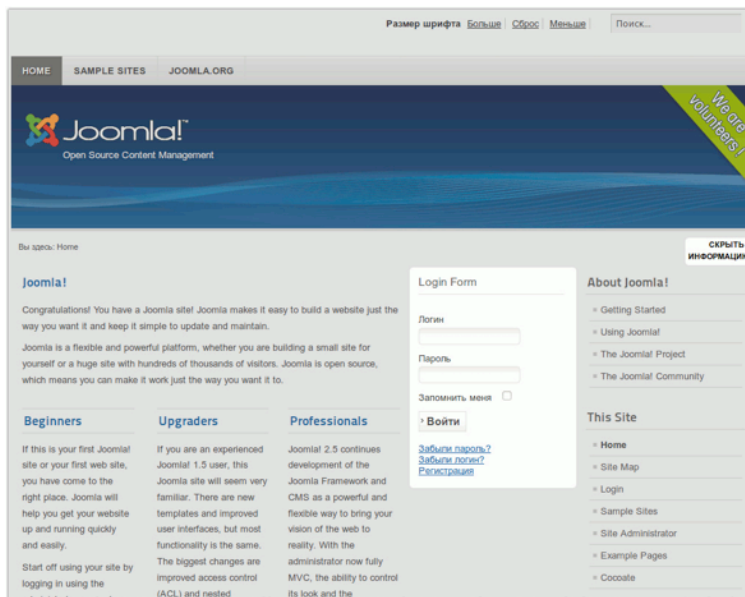 Размер шрифта Больше Сброс Меньше Поиск...
HOME SAMPLE SITES JOOMLA.ORG
We are
volunteers!
Joomla!™
Open Source Content Management
Вы здесь: Home
СКРЫТЬ
ИНФОРМАЦИЮ
Joomla!
Congratulations! You have a Joomla site! Joomla makes it easy to build a website just the
way you want it and keep it simple to update and maintain.
Joomla is a flexible and powerful platform, whether you are building a small site for
yourself or a huge site with hundreds of thousands of visitors. Joomla is open source,
which means you can make it work just the way you want it to.
Beginners
If this is your first Joomla!
site or your first web site,
you have come to the
right place. Joomla will
help you get your website
up and running quickly
and easily.
Start off using your site by
logging in using the
Upgraders
If you are an experienced
Joomla! 1.5 user, this
Joomla site will seem very
familiar. There are new
templates and improved
user interfaces, but most
functionality is the same.
The biggest changes are
improved access control
(ACL) and nested
Professionals
Joomla! 2.5 continues
development of the
Joomla Framework and
CMS as a powerful and
flexible way to bring your
vision of the web to
reality. With the
administrator now fully
MVC, the ability to control
its look and the
Login Form
Логин
Пароль
Запомнить меня
Войти
Забыли пароль?
Забыли логин?
Регистрация
About Joomla!
Getting Started
Using Joomla!
The Joomla! Project
The Joomla! Community
This Site
Home
Site Map
Login
Sample Sites
Site Administrator
Example Pages
Cocoate